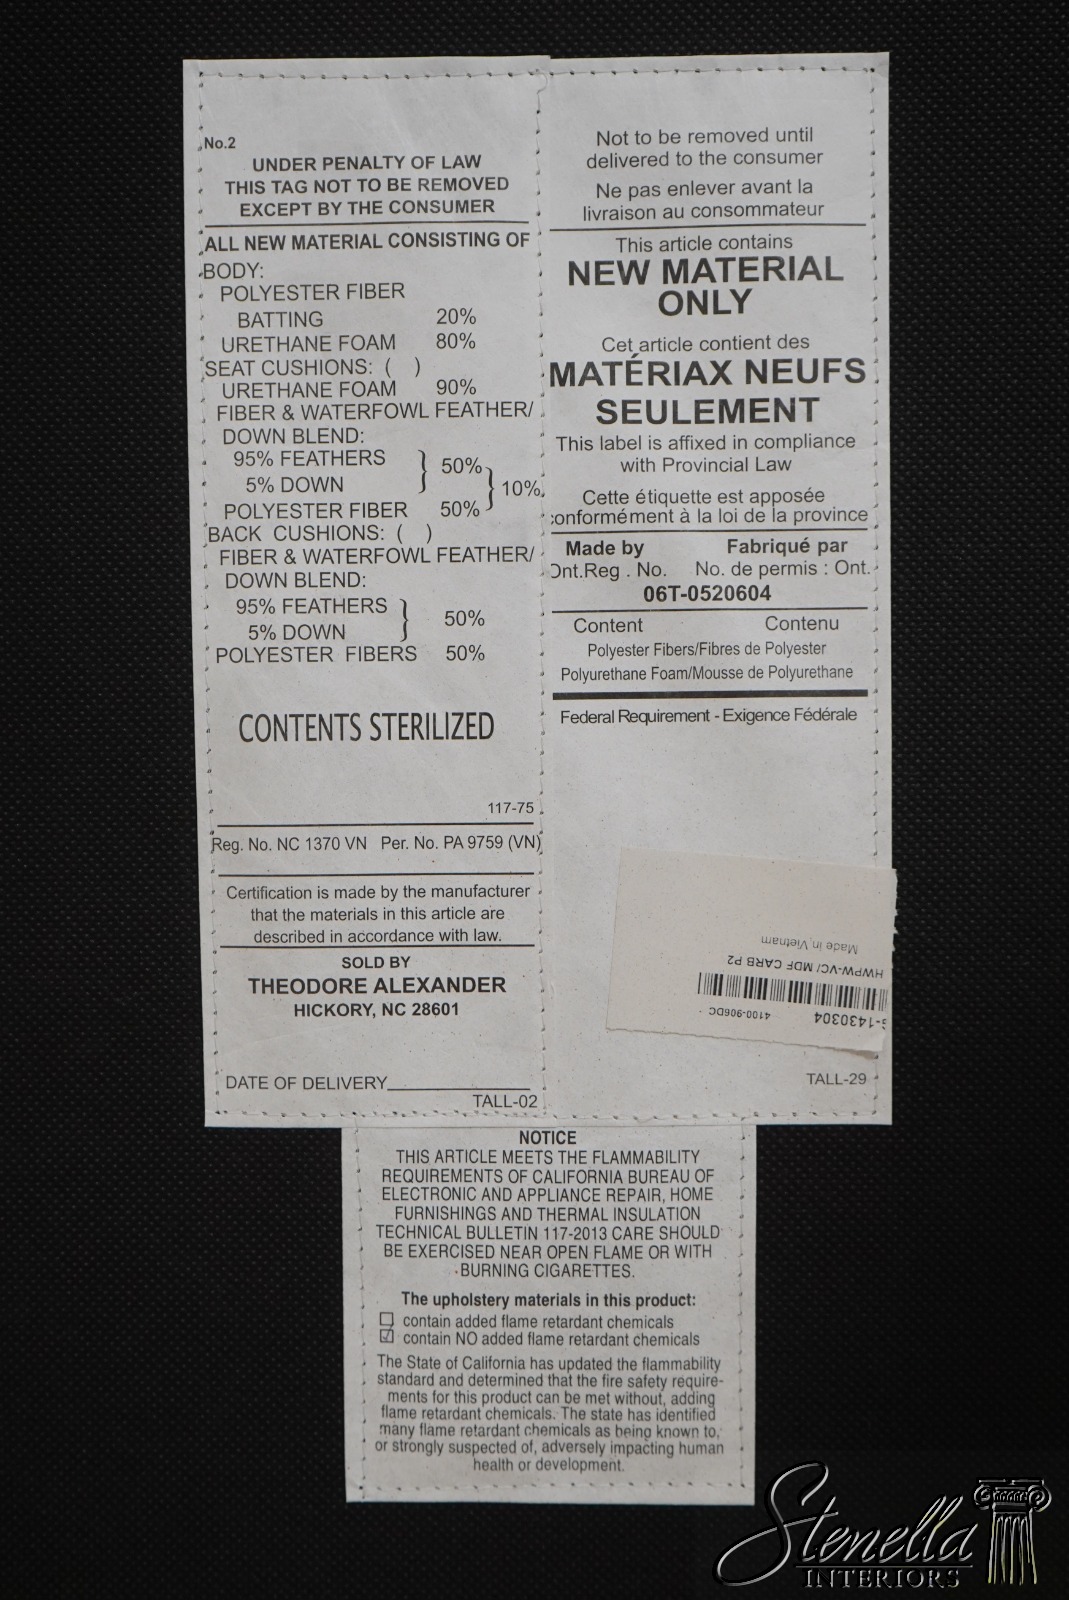 No.2
UNDER PENALTY OF LAW
THIS TAG NOT TO BE REMOVED
EXCEPT BY THE CONSUMER
ALL NEW MATERIAL CONSISTING OF
BODY:
POLYESTER FIBER
BATTING 20%
URETHANE FOAM 80%
SEAT CUSHIONS: ( )
URETHANE FOAM 90%
FIBER & WATERFOWL FEATHER/
DOWN BLEND:
95% FEATHERS } 50%
5% DOWN } 10%
POLYESTER FIBER 50%
BACK CUSHIONS: ( )
FIBER & WATERFOWL FEATHER/
DOWN BLEND:
95% FEATHERS } 50%
5% DOWN
POLYESTER FIBERS 50%
CONTENTS STERILIZED
117-75
Reg. No. NC 1370 VN Per. No. PA 9759 (VN)
Certification is made by the manufacturer
that the materials in this article are
described in accordance with law.
SOLD BY
THEODORE ALEXANDER
HICKORY, NC 28601
DATE OF DELIVERY
TALL-02
Not to be removed until
delivered to the consumer
Ne pas enlever avant la
livraison au consommateur
This article contains
NEW MATERIAL
ONLY
Cet article contient des
MATÉRIAX NEUFS
SEULEMENT
This label is affixed in compliance
with Provincial Law
Cette étiquette est apposée
conformément à la loi de la province
Made by Fabriqué par
Ont.Reg . No. No. de permis : Ont.
06T-0520604
Content Contenu
Polyester Fibers/Fibres de Polyester
Polyurethane Foam/Mousse de Polyurethane
Federal Requirement - Exigence Fédérale
-1430304 4100-906DC
HWPW-VC/ MDF CARB P2
Made in Vietnam
TALL-29
NOTICE
THIS ARTICLE MEETS THE FLAMMABILITY
REQUIREMENTS OF CALIFORNIA BUREAU OF
ELECTRONIC AND APPLIANCE REPAIR, HOME
FURNISHINGS AND THERMAL INSULATION
TECHNICAL BULLETIN 117-2013 CARE SHOULD
BE EXERCISED NEAR OPEN FLAME OR WITH
BURNING CIGARETTES.
The upholstery materials in this product:
☐ contain added flame retardant chemicals
☑ contain NO added flame retardant chemicals
The State of California has updated the flammability
standard and determined that the fire safety require-
ments for this product can be met without, adding
flame retardant chemicals. The state has identified
many flame retardant chemicals as being known to,
or strongly suspected of, adversely impacting human
health or development.
Stenella
INTERIORS